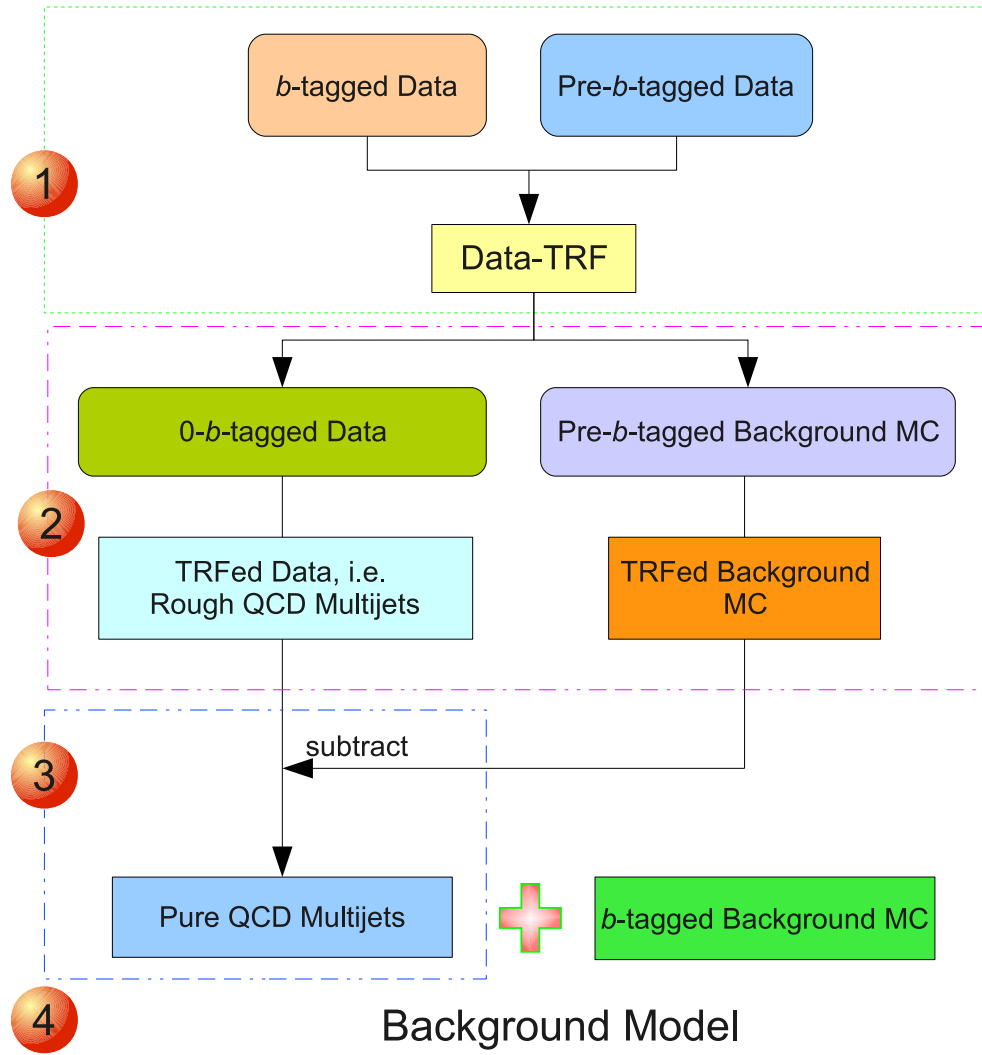 b-tagged Data
Pre-b-tagged Data
1
Data-TRF
0-b-tagged Data
Pre-b-tagged Background MC
2
TRFed Data, i.e.
Rough QCD Multijets
TRFed Background
MC
subtract
3
Pure QCD Multijets
b-tagged Background MC
4
Background Model